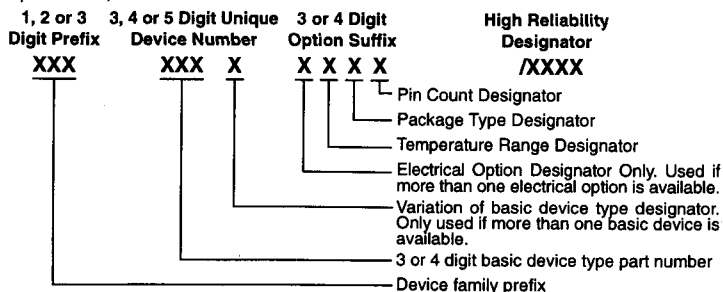 1, 2 or 3 3, 4 or 5 Digit Unique 3 or 4 Digit High Reliability
Digit Prefix Device Number Option Suffix Designator
XXX XXX X X X X X /XXXX
Pin Count Designator
Package Type Designator
Temperature Range Designator
Electrical Option Designator Only. Used if
more than one electrical option is available.
Variation of basic device type designator.
Only used if more than one basic device is
available.
3 or 4 digit basic device type part number
Device family prefix